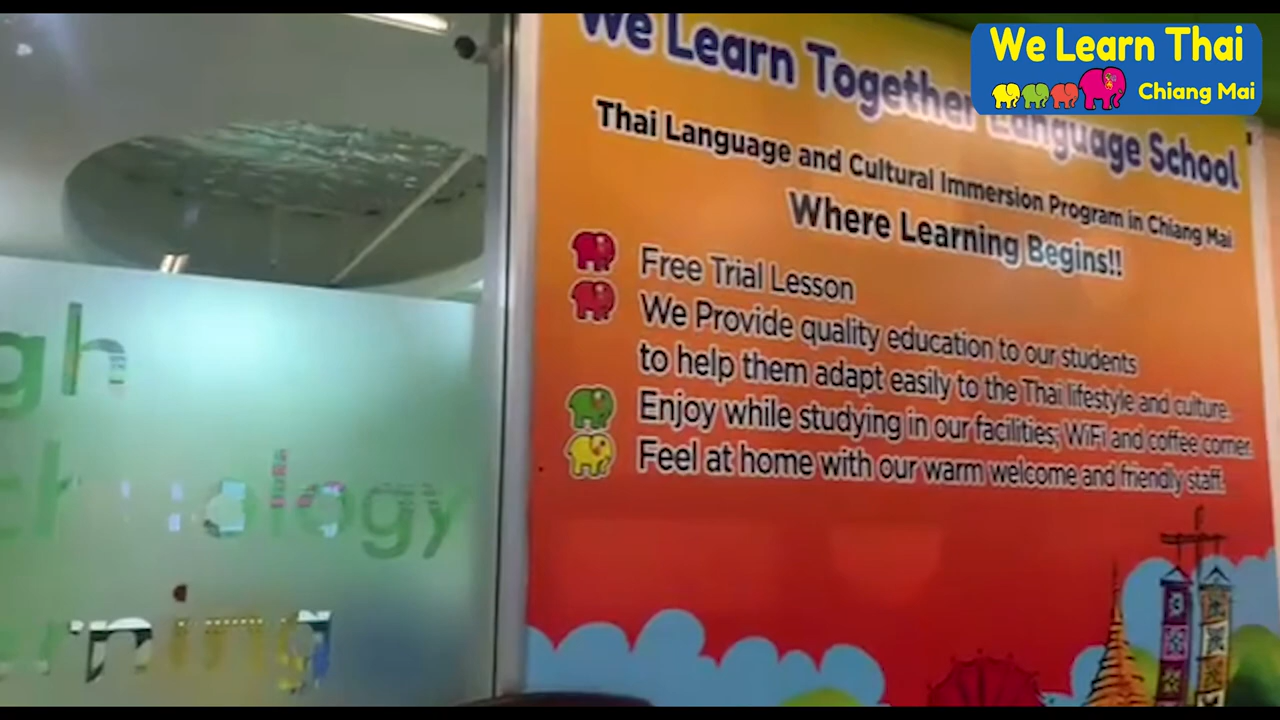 We Learn Thai
Chiang Mai
We Learn Together Language School
Thai Language and Cultural Immersion Program in Chiang Mai
Where Learning Begins!!
Free Trial Lesson
We Provide quality education to our students
to help them adapt easily to the Thai lifestyle and culture.
Enjoy while studying in our facilities; WiFi and coffee corner.
Feel at home with our warm welcome and friendly staff.
gh
chnology
rning